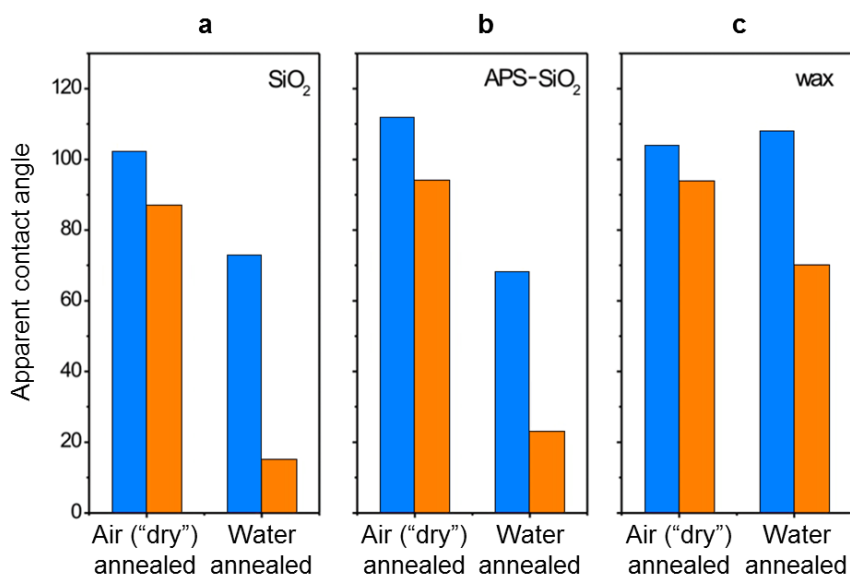 a
b
c
SiO₂
APS-SiO₂
wax
Apparent contact angle
120
100
80
60
40
20
0
Air (“dry”)
annealed
Water
annealed
Air (“dry”)
annealed
Water
annealed
Air (“dry”)
annealed
Water
annealed